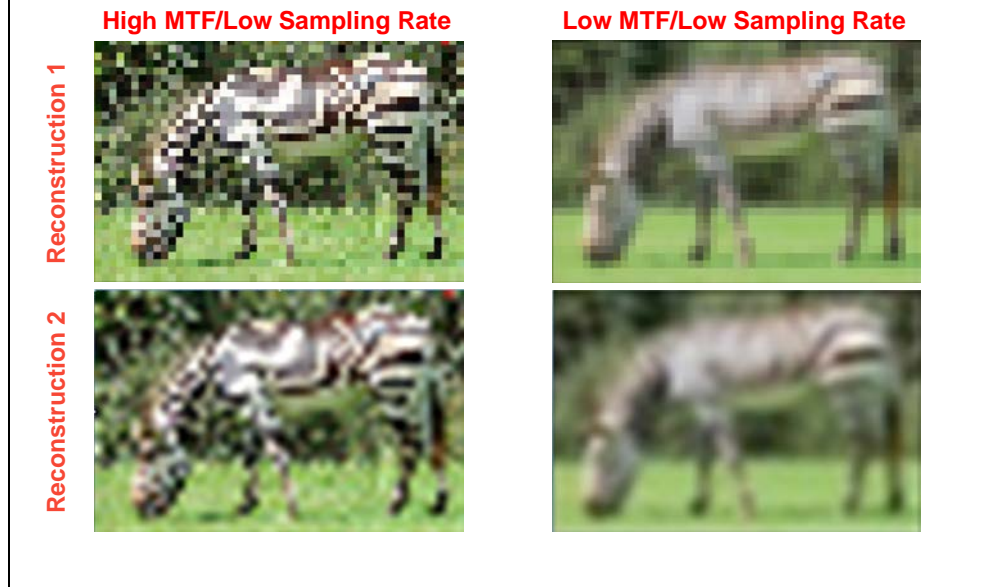 High MTF/Low Sampling Rate
Low MTF/Low Sampling Rate
Reconstruction 1
Reconstruction 2